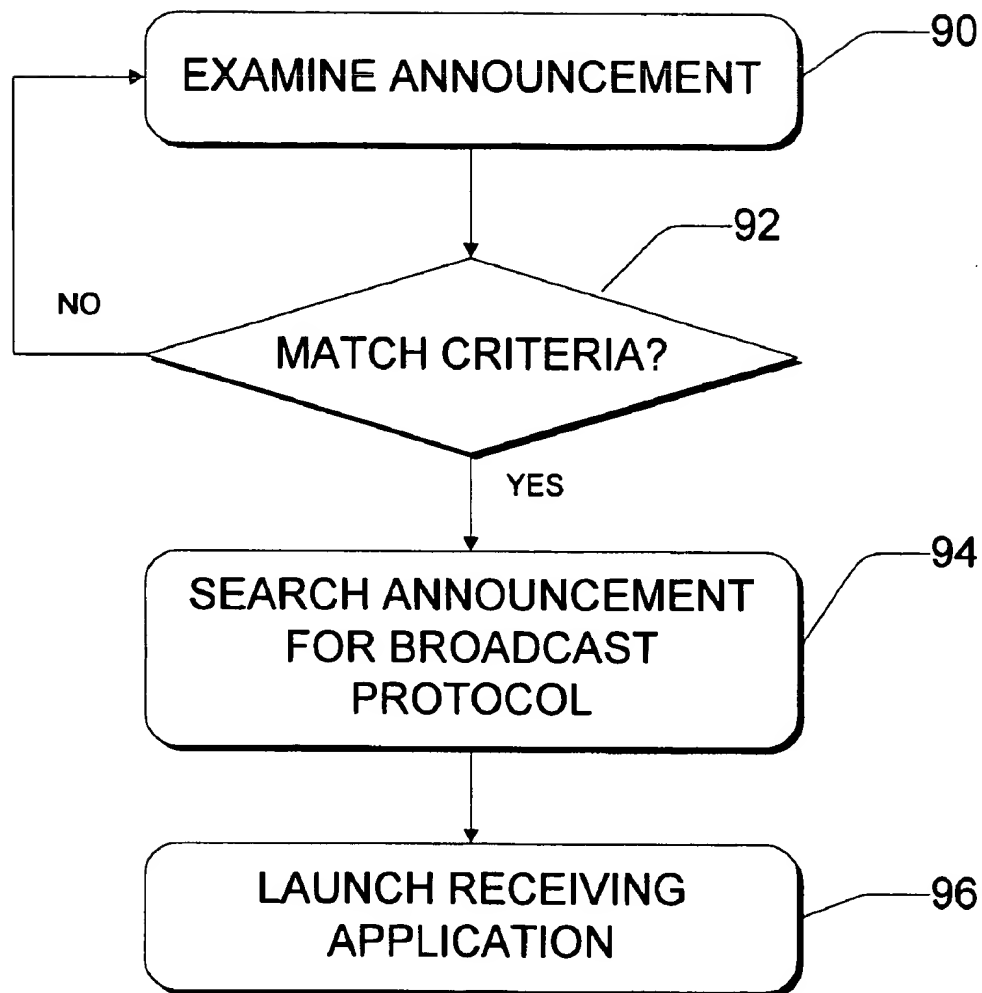 90
EXAMINE ANNOUNCEMENT
92
NO
MATCH CRITERIA?
YES
94
SEARCH ANNOUNCEMENT
FOR BROADCAST
PROTOCOL
LAUNCH RECEIVING
APPLICATION
96